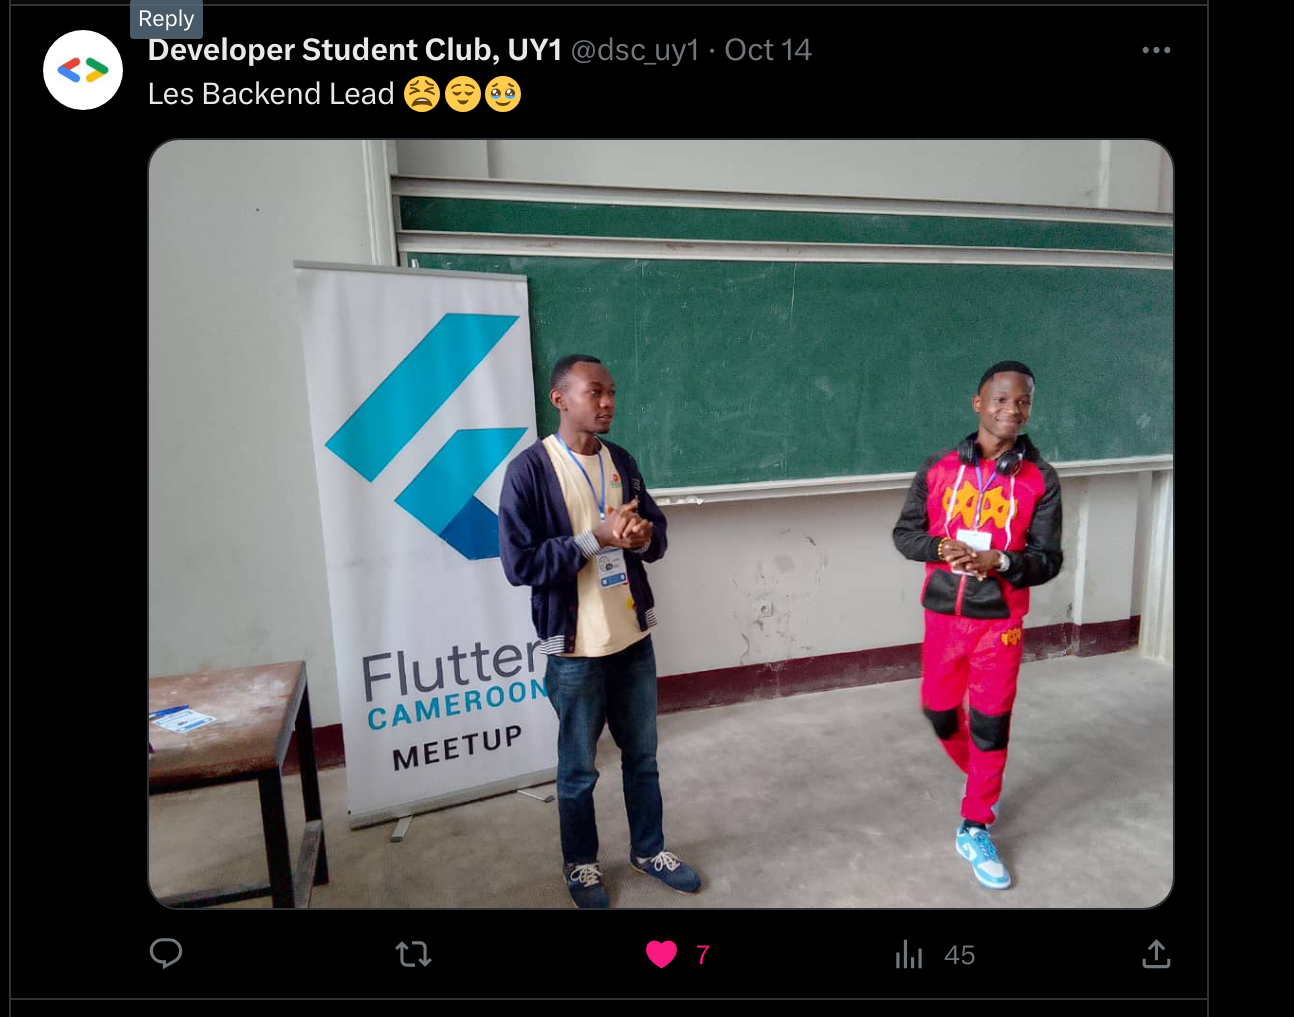 Reply
Developer Student Club, UY1 @dsc_uy1 · Oct 14
Les Backend Lead 😫😌🥹
Flutter
CAMEROON
MEETUP
7
45